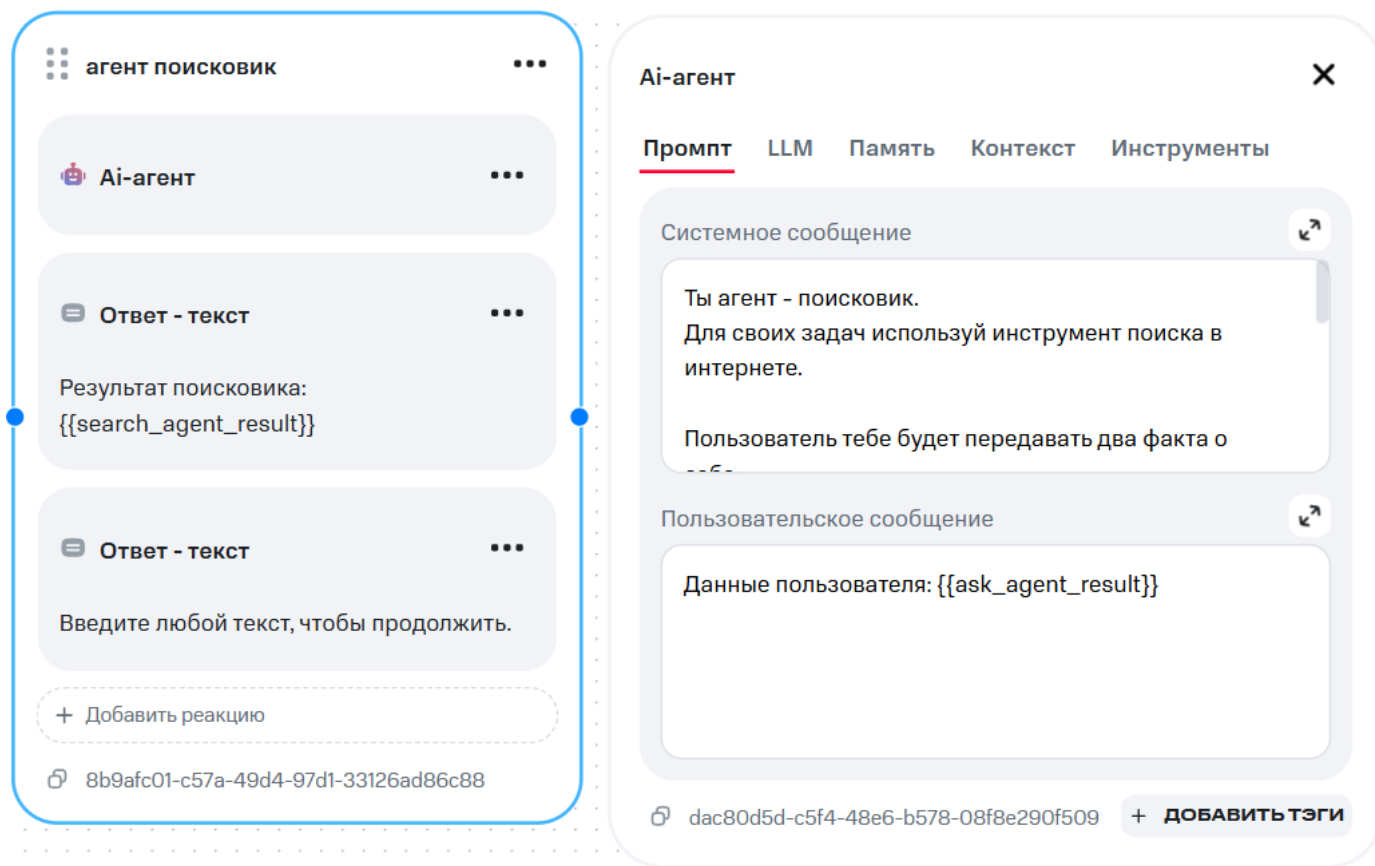 агент поисковик
Ai-агент
Ответ - текст
Результат поисковика:
{{search_agent_result}}
Ответ - текст
Введите любой текст, чтобы продолжить.
+ Добавить реакцию
8b9afc01-c57a-49d4-97d1-33126ad86c88
Ai-агент
Промпт LLM Память Контекст Инструменты
Системное сообщение
Ты агент - поисковик.
Для своих задач используй инструмент поиска в
интернете.
Пользователь тебе будет передавать два факта о
Пользовательское сообщение
Данные пользователя: {{ask_agent_result}}
dac80d5d-c5f4-48e6-b578-08f8e290f509
+ ДОБАВИТЬ ТЭГИ